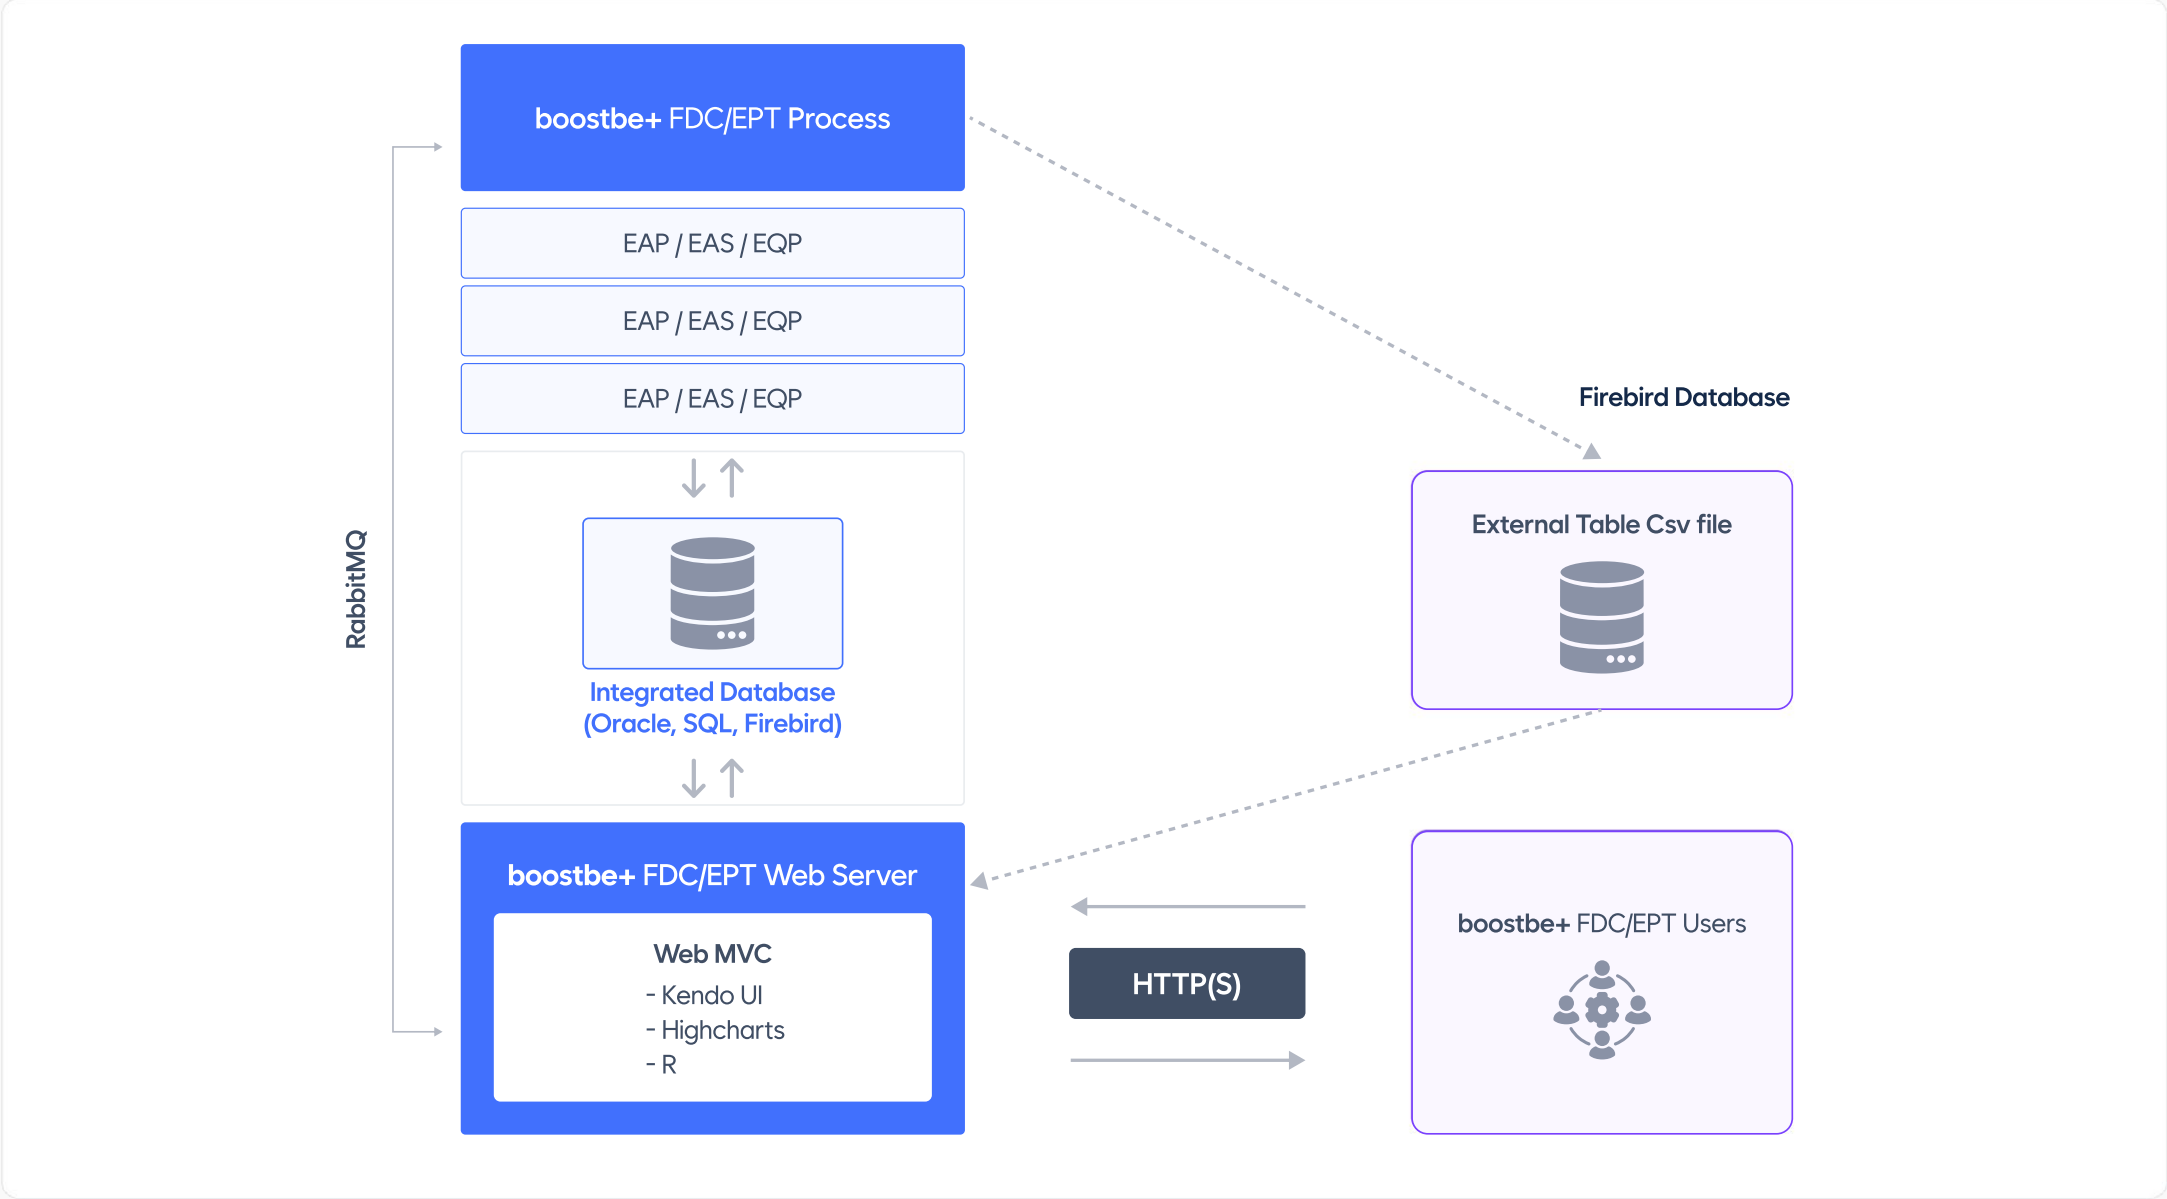 boostbe+ FDC/EPT Process
EAP / EAS / EQP
EAP / EAS / EQP
EAP / EAS / EQP
RabbitMQ
Integrated Database
(Oracle, SQL, Firebird)
Firebird Database
External Table Csv file
boostbe+ FDC/EPT Web Server
Web MVC
- Kendo UI
- Highcharts
- R
HTTP(S)
boostbe+ FDC/EPT Users